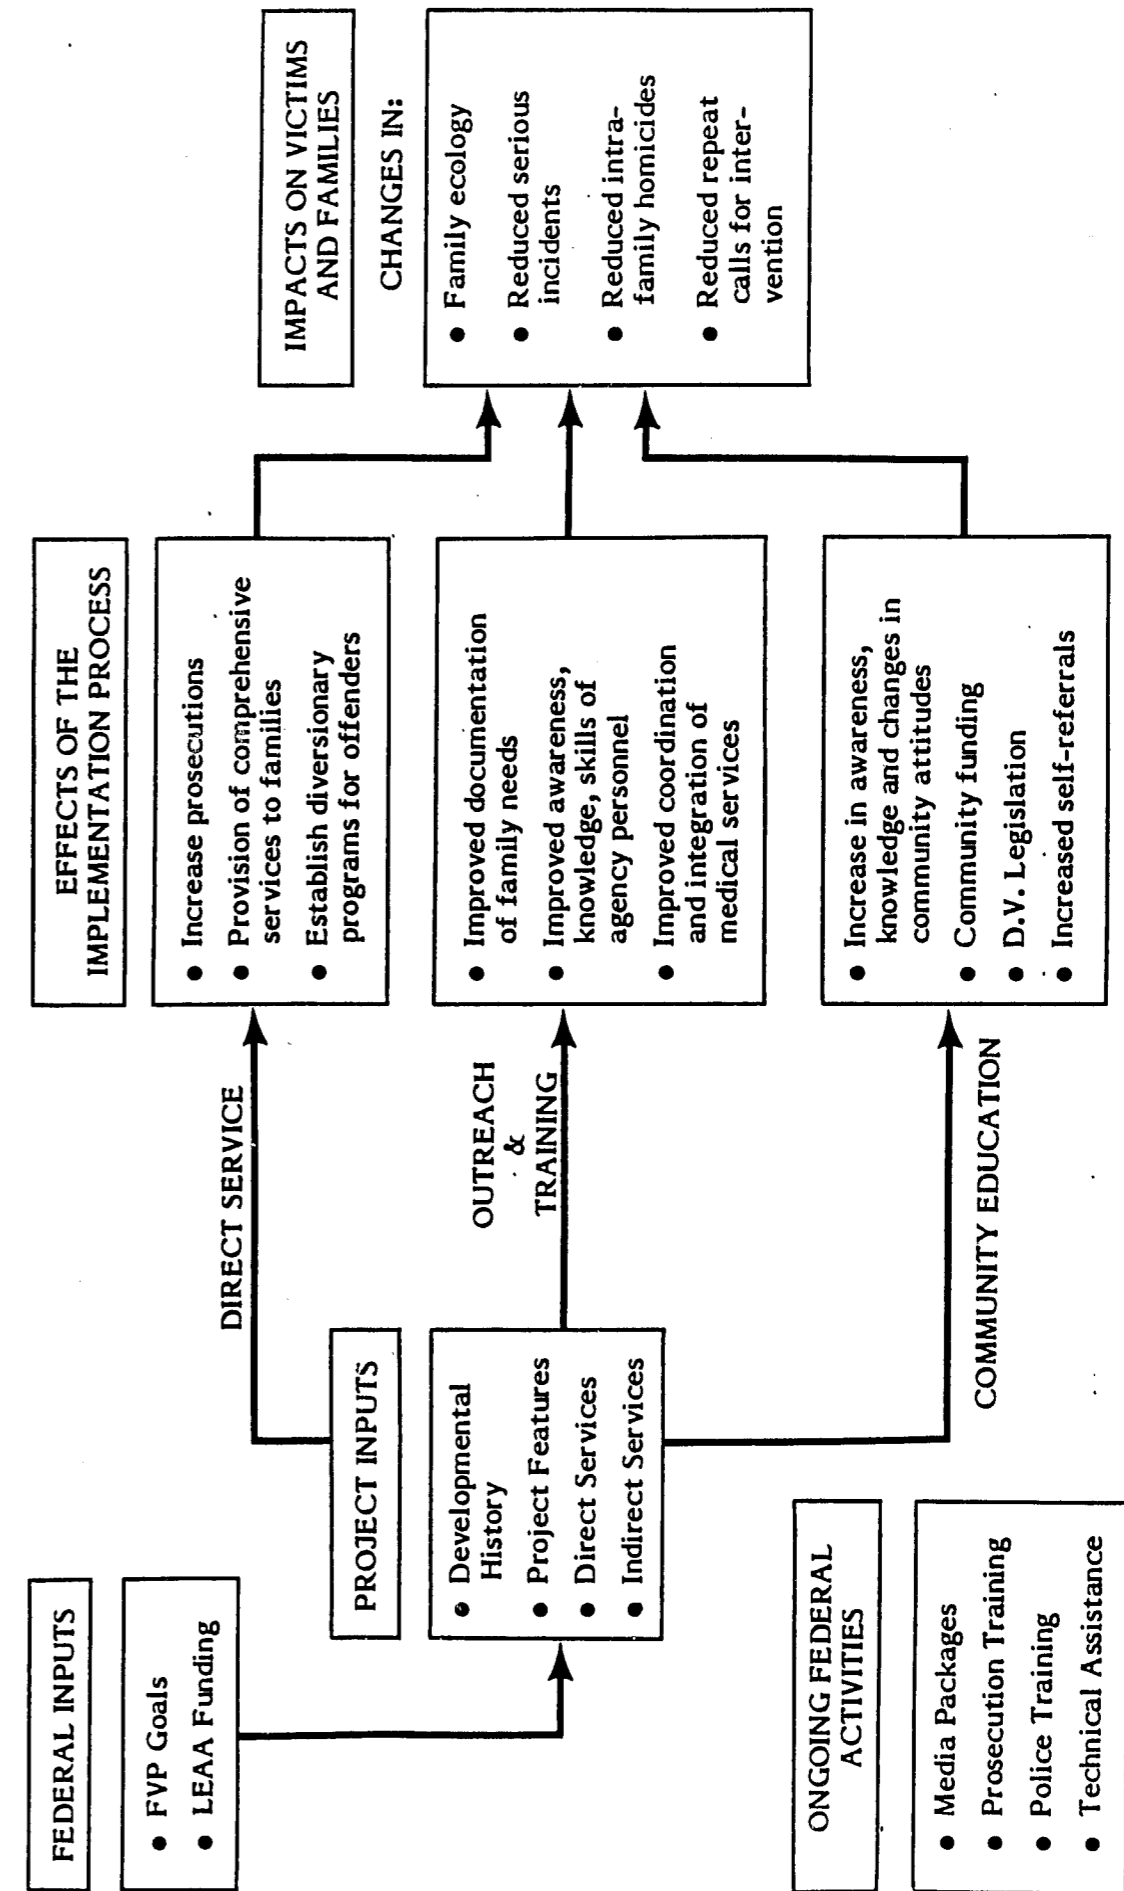 FEDERAL INPUTS
● FVP Goals
● LEAA Funding
PROJECT INPUTS
● Developmental
History
● Project Features
● Direct Services
● Indirect Services
ONGOING FEDERAL
ACTIVITIES
● Media Packages
● Prosecution Training
● Police Training
● Technical Assistance
DIRECT SERVICE
OUTREACH
&
TRAINING
COMMUNITY EDUCATION
EFFECTS OF THE
IMPLEMENTATION PROCESS
● Increase prosecutions
● Provision of comprehensive
services to families
● Establish diversionary
programs for offenders
● Improved documentation
of family needs
● Improved awareness,
knowledge, skills of
agency personnel
● Improved coordination
and integration of
medical services
● Increase in awareness,
knowledge and changes in
community attitudes
● Community funding
● D.V. Legislation
● Increased self-referrals
IMPACTS ON VICTIMS
AND FAMILIES
CHANGES IN:
● Family ecology
● Reduced serious
incidents
● Reduced intra-
family homicides
● Reduced repeat
calls for inter-
vention